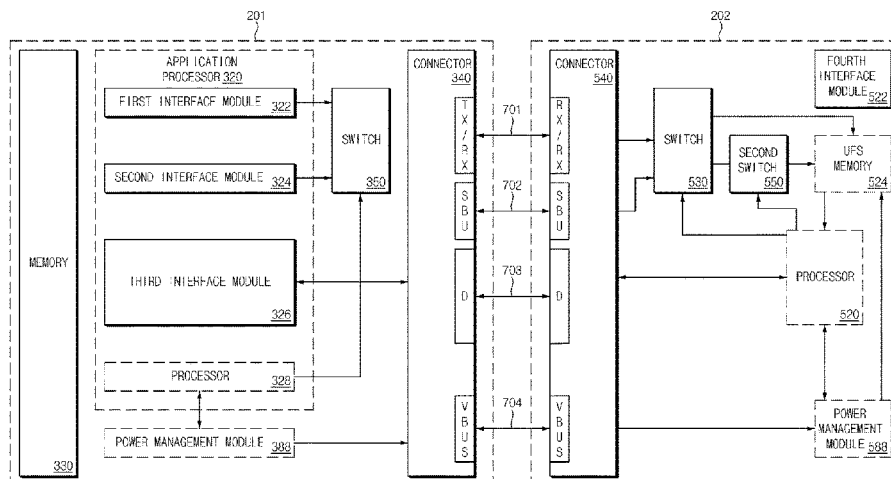 201
202
MEMORY
330
APPLICATION
PROCESSOR 320
FIRST INTERFACE MODULE 322
SECOND INTERFACE MODULE 324
THIRD INTERFACE MODULE
326
PROCESSOR 328
POWER MANAGEMENT MODULE 388
SWITCH
350
CONNECTOR
340
TX/RX
SBU
D
VBUS
701
702
703
704
CONNECTOR
540
RX/RX
SBU
D
VBUS
SWITCH
530
SECOND
SWITCH
550
FOURTH
INTERFACE
MODULE 522
UFS
MEMORY
524
PROCESSOR
520
POWER
MANAGEMENT
MODULE 588